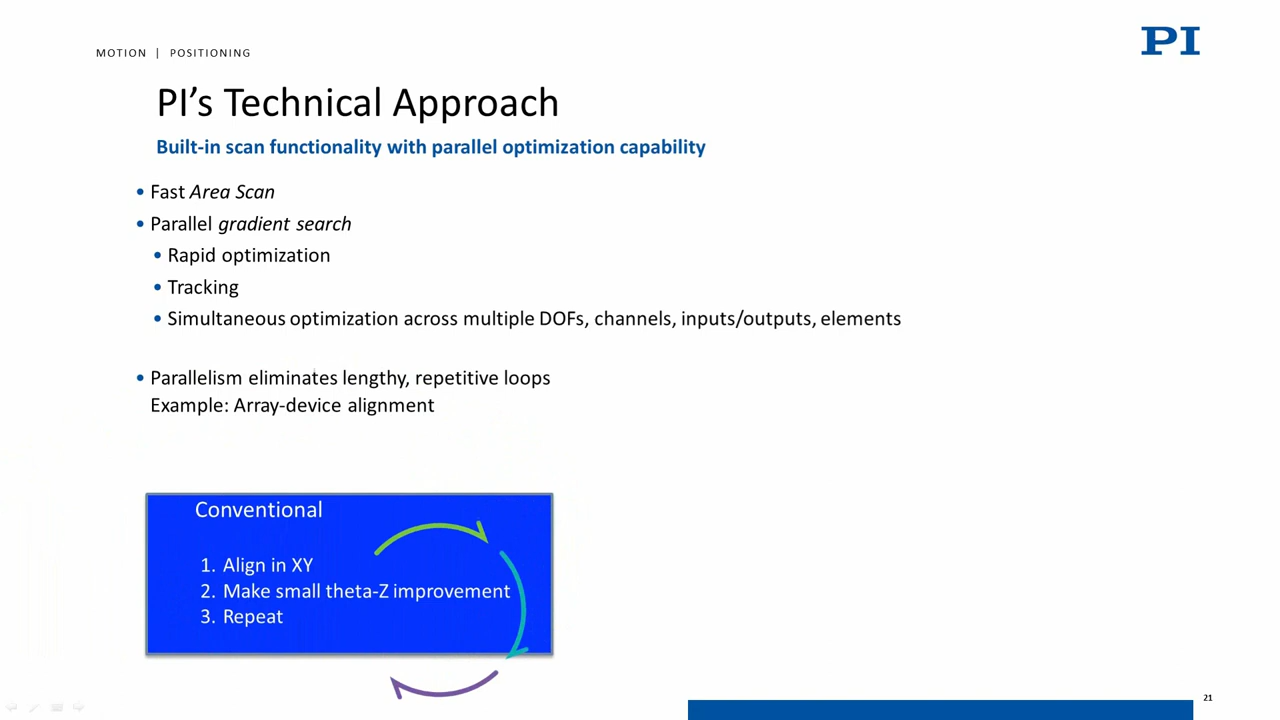 MOTION | POSITIONING
PI
PI's Technical Approach
Built-in scan functionality with parallel optimization capability
• Fast Area Scan
• Parallel gradient search
• Rapid optimization
• Tracking
• Simultaneous optimization across multiple DOFs, channels, inputs/outputs, elements
• Parallelism eliminates lengthy, repetitive loops
Example: Array-device alignment
Conventional
1. Align in XY
2. Make small theta-Z improvement
3. Repeat
21